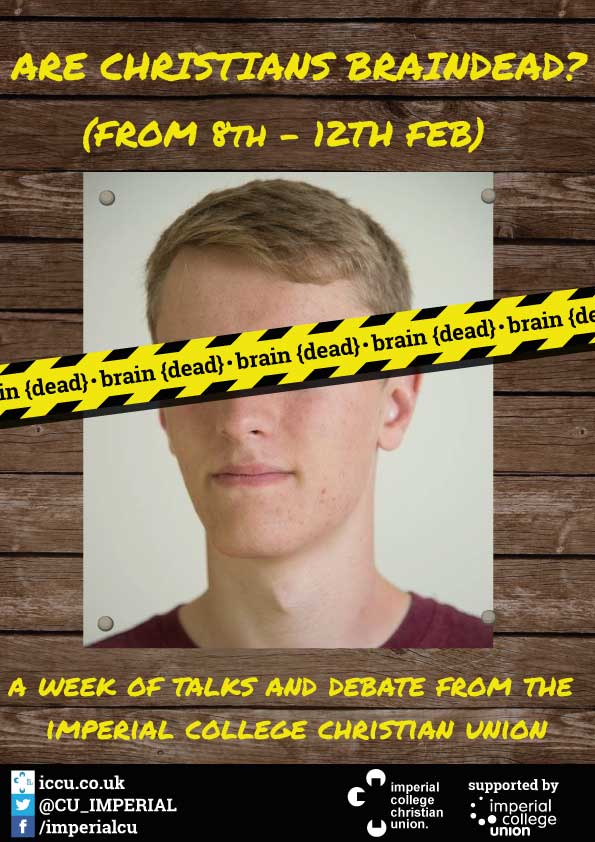 ARE CHRISTIANS BRAINDEAD?
(FROM 8TH - 12TH FEB)
in {dead} • brain {dead} • brain {dead} • brain {dead} • brain {de
A WEEK OF TALKS AND DEBATE FROM THE
IMPERIAL COLLEGE CHRISTIAN UNION
iccu.co.uk
@CU_IMPERIAL
/imperialcu
imperial
college
christian
union.
supported by
imperial
college
union